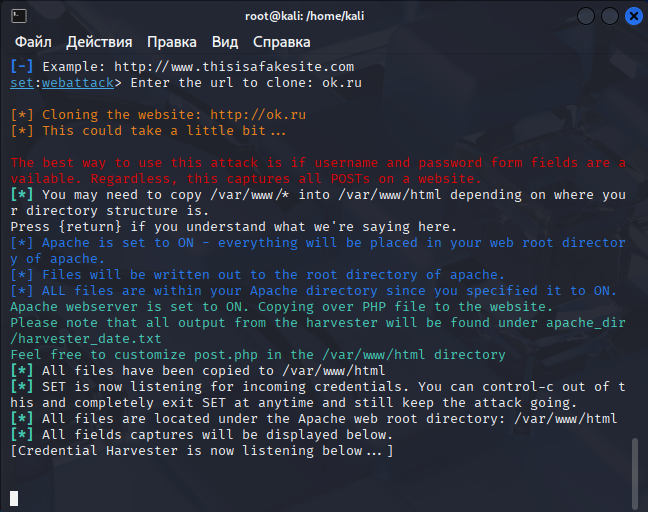 root@kali: /home/kali
Файл Действия Правка Вид Справка
[-] Example: http://www.thisisafakesite.com
set:webattack> Enter the url to clone: ok.ru
[*] Cloning the website: http://ok.ru
[*] This could take a little bit...
The best way to use this attack is if username and password form fields are a
vailable. Regardless, this captures all POSTs on a website.
[*] You may need to copy /var/www/* into /var/www/html depending on where you
r directory structure is.
Press {return} if you understand what we're saying here.
[*] Apache is set to ON - everything will be placed in your web root director
y of apache.
[*] Files will be written out to the root directory of apache.
[*] ALL files are within your Apache directory since you specified it to ON.
Apache webserver is set to ON. Copying over PHP file to the website.
Please note that all output from the harvester will be found under apache_dir
/harvester_date.txt
Feel free to customize post.php in the /var/www/html directory
[*] All files have been copied to /var/www/html
[*] SET is now listening for incoming credentials. You can control-c out of t
his and completely exit SET at anytime and still keep the attack going.
[*] All files are located under the Apache web root directory: /var/www/html
[*] All fields captures will be displayed below.
[Credential Harvester is now listening below...]